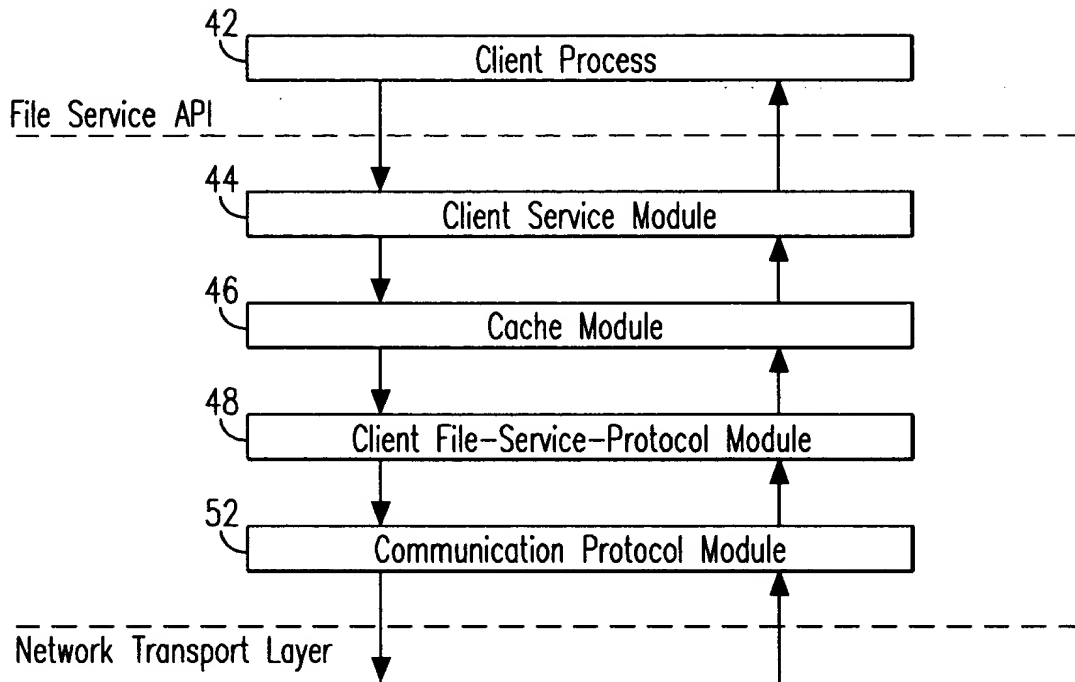 42
Client Process
File Service API
44
Client Service Module
46
Cache Module
48
Client File-Service-Protocol Module
52
Communication Protocol Module
Network Transport Layer